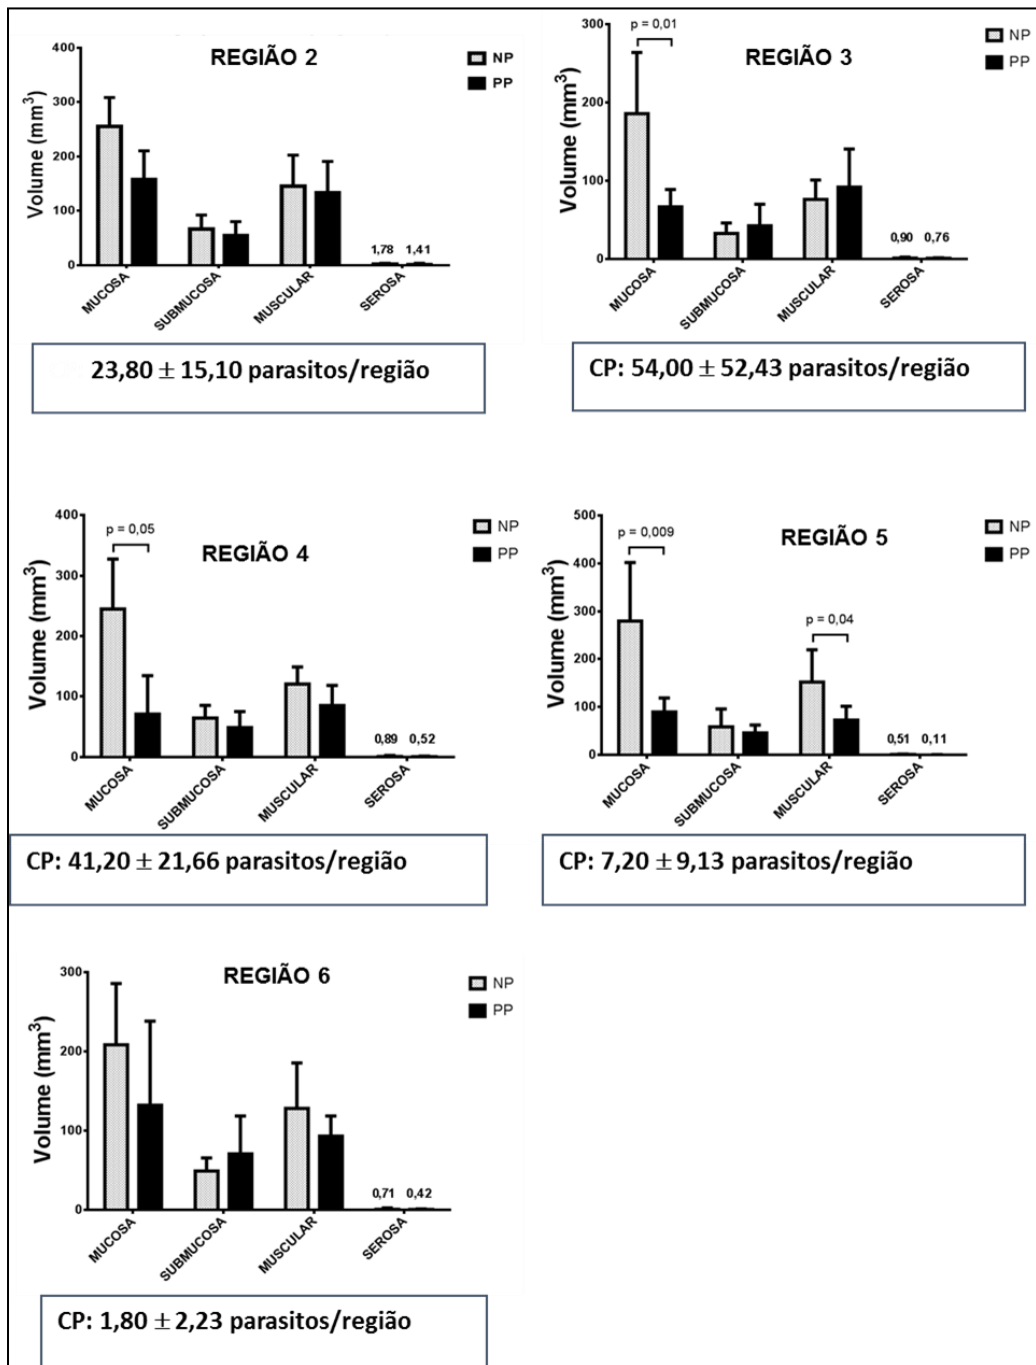 REGIÃO 2
NP
PP
Volume (mm³)
400
300
200
100
0
1,78 1,41
MUCOSA
SUBMUCOSA
MUSCULAR
SEROSA
23,80 ± 15,10 parasitos/região
REGIÃO 3
p = 0,01
NP
PP
Volume (mm³)
300
200
100
0
0,90 0,76
MUCOSA
SUBMUCOSA
MUSCULAR
SEROSA
CP: 54,00 ± 52,43 parasitos/região
REGIÃO 4
p = 0,05
NP
PP
Volume (mm³)
400
300
200
100
0
0,89 0,52
MUCOSA
SUBMUCOSA
MUSCULAR
SEROSA
CP: 41,20 ± 21,66 parasitos/região
REGIÃO 5
p = 0,009
p = 0,04
NP
PP
Volume (mm³)
500
400
300
200
100
0
0,51 0,11
MUCOSA
SUBMUCOSA
MUSCULAR
SEROSA
CP: 7,20 ± 9,13 parasitos/região
REGIÃO 6
NP
PP
Volume (mm³)
300
200
100
0
0,71 0,42
MUCOSA
SUBMUCOSA
MUSCULAR
SEROSA
CP: 1,80 ± 2,23 parasitos/região